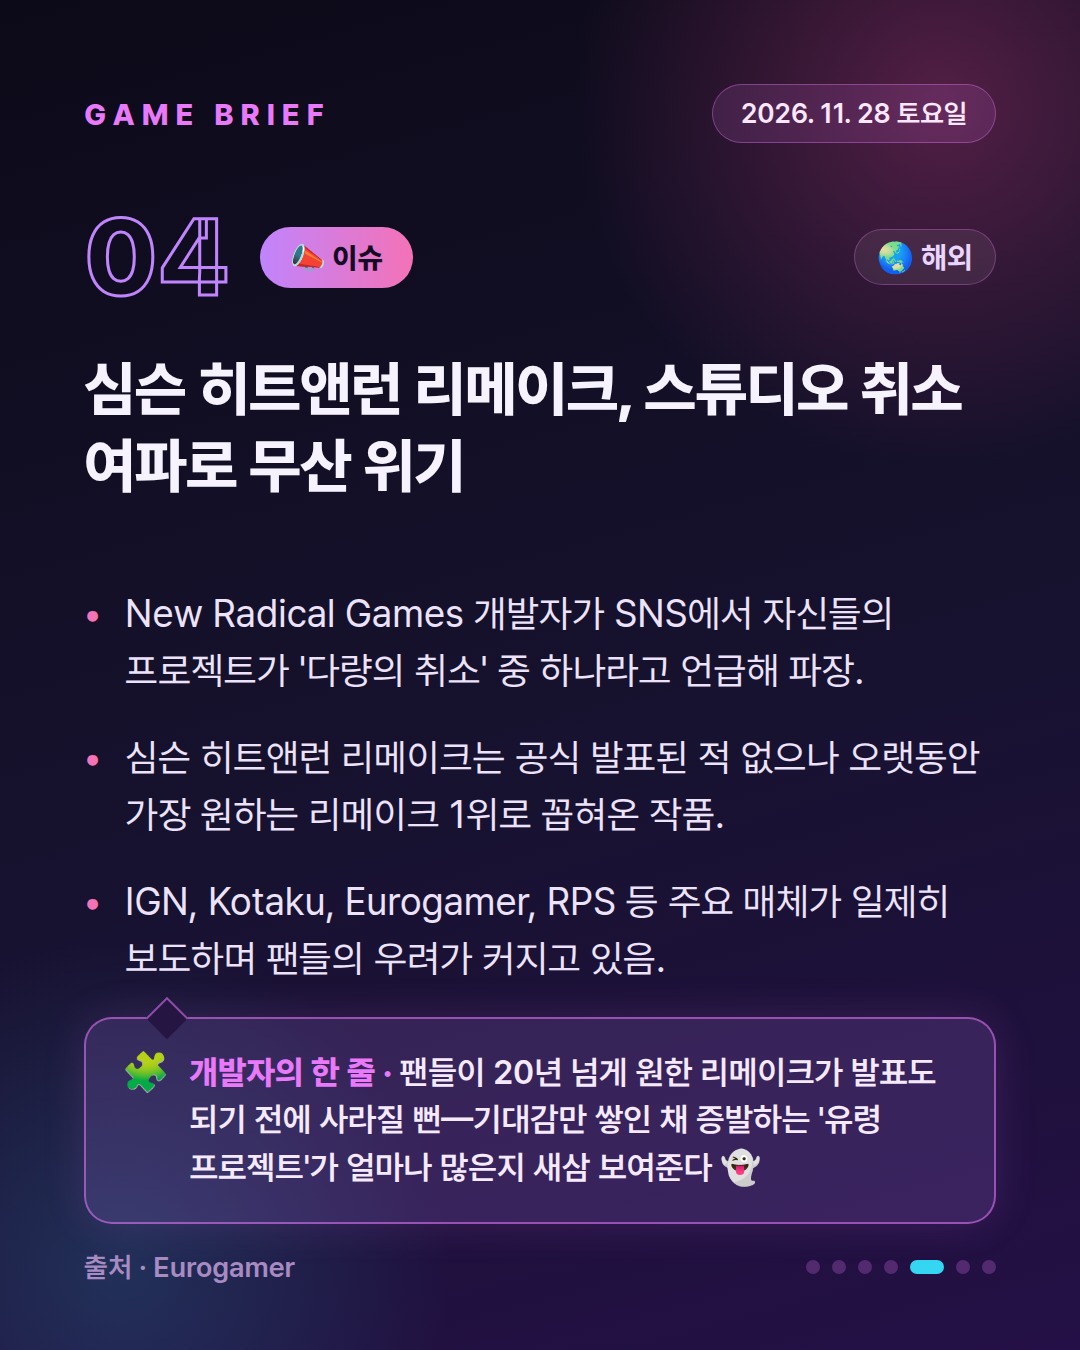 GAME BRIEF
2026. 11. 28 토요일
04
📣 이슈
🌏 해외
심슨 히트앤런 리메이크, 스튜디오 취소
여파로 무산 위기
• New Radical Games 개발자가 SNS에서 자신들의
프로젝트가 '다량의 취소' 중 하나라고 언급해 파장.
• 심슨 히트앤런 리메이크는 공식 발표된 적 없으나 오랫동안
가장 원하는 리메이크 1위로 꼽혀온 작품.
• IGN, Kotaku, Eurogamer, RPS 등 주요 매체가 일제히
보도하며 팬들의 우려가 커지고 있음.
🧩 개발자의 한 줄 · 팬들이 20년 넘게 원한 리메이크가 발표도
되기 전에 사라질 뻔—기대감만 쌓인 채 증발하는 '유령
프로젝트'가 얼마나 많은지 새삼 보여준다 👻
출처 · Eurogamer